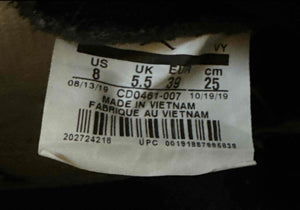 VY
US UK EUR cm
8 5.5 39 25
08/13/19 CD0461-007 10/19/19
MADE IN VIETNAM
FABRIQUE AU VIETNAM
202724216 UPC